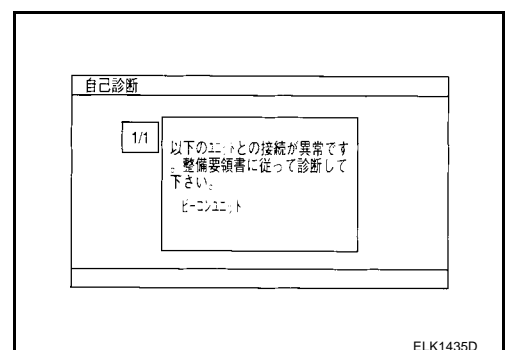 自己診断
1/1
以下のユニットとの接続が異常です
。整備要領書に従って診断して
下さい。
ビーコンユニット
ELK1435D